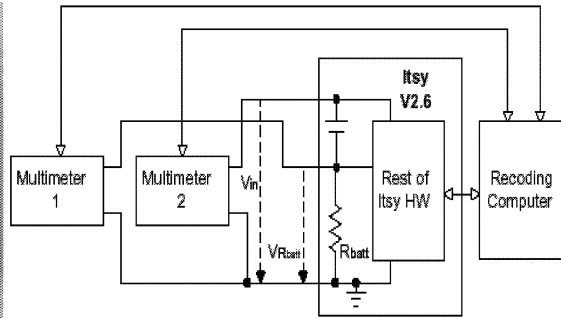 Itsy
V2.6
Multimeter
1
Multimeter
2
Vin
VRbatt
Rbatt
Rest of
Itsy HW
Recoding
Computer